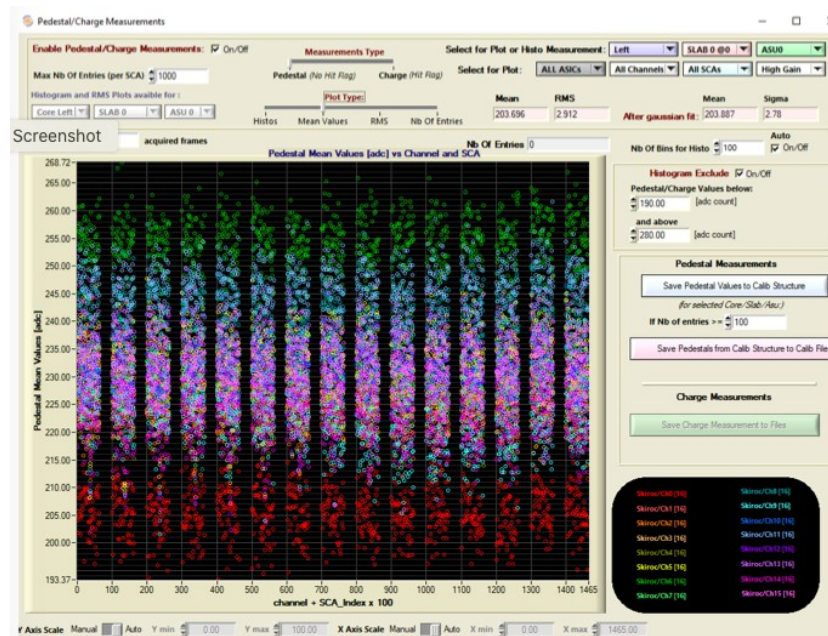 Pedestal/Charge Measurements
Enable Pedestal/Charge Measurements: On/Off
Measurements Type
Select for Plot or Histo Measurement: Left SLAB 0 @0 ASU0
Max Nb Of Entries (per SCA) 1000
Pedestal (No Hit Flag) Charge (Hit Flag)
Select for Plot: ALL ASICs All Channels All SCAs High Gain
Histogram and RMS Plots avaible for :
Core Left SLAB 0 ASU 0
Plot Type:
Histos Mean Values RMS Nb Of Entries
Mean RMS Mean Sigma
203.696 2.912 After gaussian fit: 203.887 2.78
Screenshot
acquired frames
Nb Of Entries 0
Nb Of Bins for Histo 100 Auto On/Off
Pedestal Mean Values [adc] vs Channel and SCA
268.72
265.00
260.00
255.00
250.00
245.00
240.00
235.00
230.00
225.00
220.00
215.00
210.00
205.00
200.00
193.37
Pedestal Mean Values [adc]
0 100 200 300 400 500 600 700 800 900 1000 1100 1200 1300 1400 1465
channel + SCA_Index x 100
Histogram Exclude On/Off
Pedestal/Charge Values below:
190.00 [adc count]
and above
280.00 [adc count]
Pedestal Measurements
Save Pedestal Values to Calib Structure
(for selected Core/Slab/Asu:)
If Nb of entries >= 100
Save Pedestals from Calib Structure to Calib File
Charge Measurements
Save Charge Measurement to Files
Skiroc/Ch0 [16] Skiroc/Ch8 [16]
Skiroc/Ch1 [16] Skiroc/Ch9 [16]
Skiroc/Ch2 [16] Skiroc/Ch10 [16]
Skiroc/Ch3 [16] Skiroc/Ch11 [16]
Skiroc/Ch4 [16] Skiroc/Ch12 [16]
Skiroc/Ch5 [16] Skiroc/Ch13 [16]
Skiroc/Ch6 [16] Skiroc/Ch14 [16]
Skiroc/Ch7 [16] Skiroc/Ch15 [16]
Y Axis Scale Manual Auto Y min 0.00 Y max 100.00 X Axis Scale Manual Auto X min 0.00 X max 1465.00